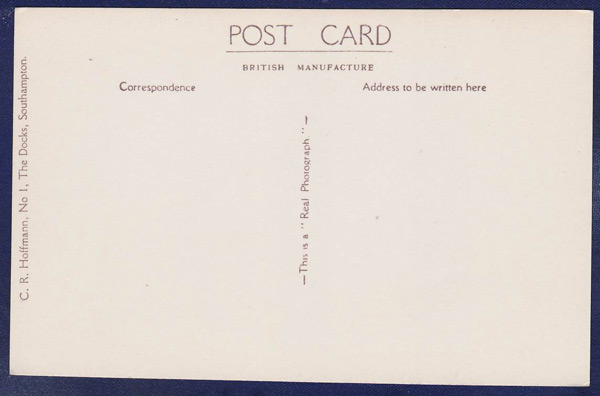 POST CARD
BRITISH MANUFACTURE
Correspondence
Address to be written here
—This is a "Real Photograph."—
C. R. Hoffmann, No 1., The Docks, Southampton.